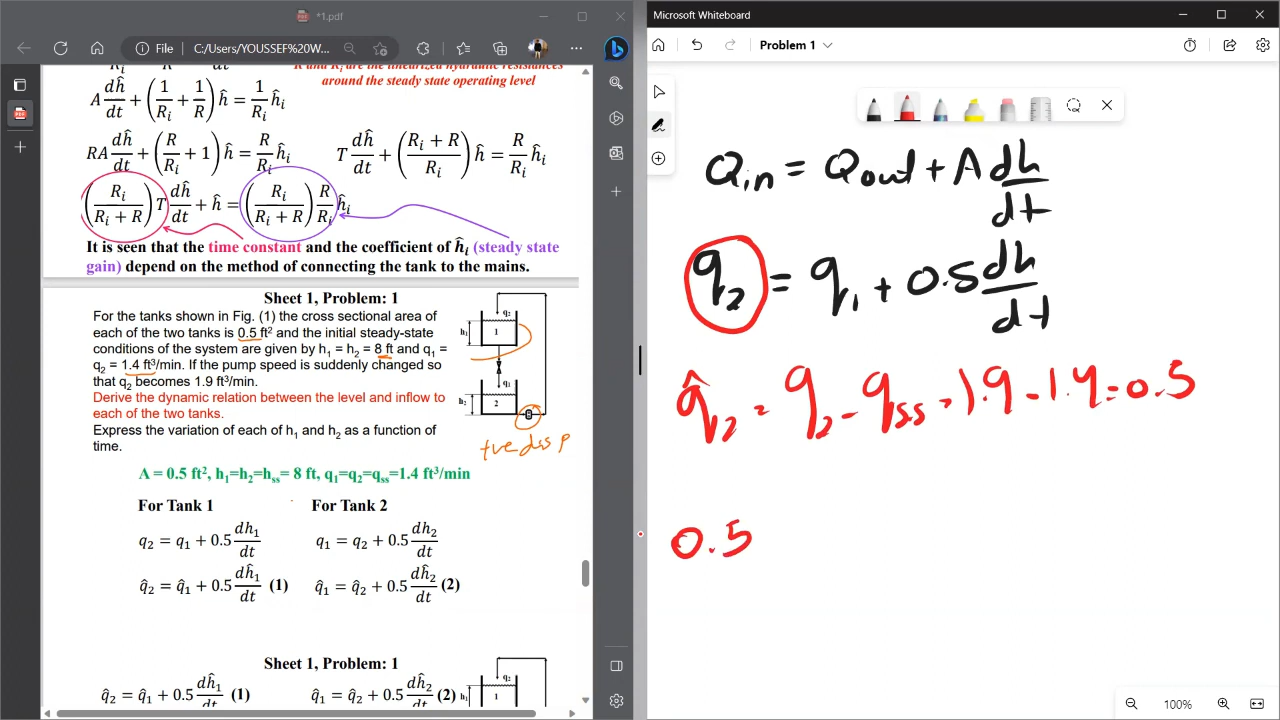 *1.pdf
File
C:/Users/YOUSSEF%20W...
around the steady state operating level
A dĥ/dt + (1/Rᵢ + 1/R) ĥ = 1/Rᵢ ĥᵢ
RA dĥ/dt + (R/Rᵢ + 1) ĥ = R/Rᵢ ĥᵢ
T dĥ/dt + ((Rᵢ + R)/Rᵢ) ĥ = R/Rᵢ ĥᵢ
(Rᵢ/(Rᵢ + R)) T dĥ/dt + ĥ = (Rᵢ/(Rᵢ + R)) R/Rᵢ ĥᵢ
It is seen that the time constant and the coefficient of ĥᵢ (steady state
gain) depend on the method of connecting the tank to the mains.
Sheet 1, Problem: 1
For the tanks shown in Fig. (1) the cross sectional area of
each of the two tanks is 0.5 ft² and the initial steady-state
conditions of the system are given by h₁ = h₂ = 8 ft and q₁ =
q₂ = 1.4 ft³/min. If the pump speed is suddenly changed so
that q₂ becomes 1.9 ft³/min.
Derive the dynamic relation between the level and inflow to
each of the two tanks.
Express the variation of each of h₁ and h₂ as a function of
time.
q₂
h₁
1
q₁
h₂
2
+ve dis p
A = 0.5 ft², h₁=h₂=hₛₛ= 8 ft, q₁=q₂=qₛₛ=1.4 ft³/min
For Tank 1
For Tank 2
q₂ = q₁ + 0.5 dh₁/dt
q₁ = q₂ + 0.5 dh₂/dt
q̂₂ = q̂₁ + 0.5 dĥ₁/dt (1)
q̂₁ = q̂₂ + 0.5 dĥ₂/dt (2)
Sheet 1, Problem: 1
q̂₂ = q̂₁ + 0.5 dĥ₁/dt (1)
q̂₁ = q̂₂ + 0.5 dĥ₂/dt (2)
h₁
q₂
1
Microsoft Whiteboard
Problem 1
Qin = Qout + A dh/dt
q₂ = q₁ + 0.5 dh/dt
q̂₂ = q₂ - qss = 1.9 - 1.4 = 0.5
0.5
100%